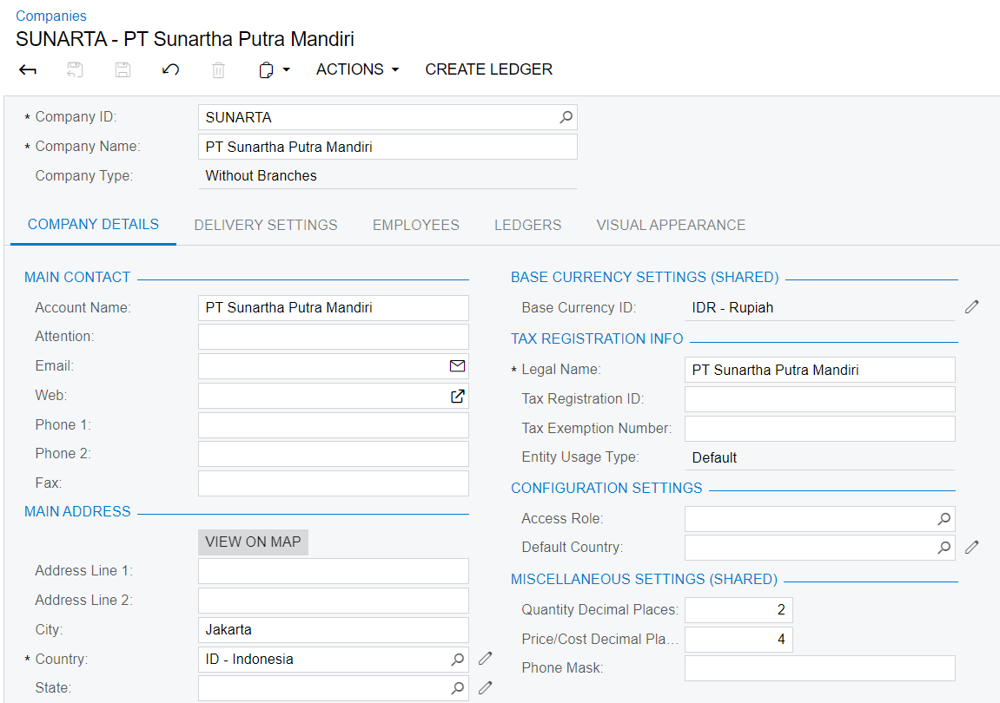 Companies
SUNARTA - PT Sunartha Putra Mandiri
ACTIONS CREATE LEDGER
* Company ID: SUNARTA
* Company Name: PT Sunartha Putra Mandiri
Company Type: Without Branches
COMPANY DETAILS DELIVERY SETTINGS EMPLOYEES LEDGERS VISUAL APPEARANCE
MAIN CONTACT
Account Name: PT Sunartha Putra Mandiri
Attention:
Email:
Web:
Phone 1:
Phone 2:
Fax:
MAIN ADDRESS
VIEW ON MAP
Address Line 1:
Address Line 2:
City: Jakarta
* Country: ID - Indonesia
State:
BASE CURRENCY SETTINGS (SHARED)
Base Currency ID: IDR - Rupiah
TAX REGISTRATION INFO
* Legal Name: PT Sunartha Putra Mandiri
Tax Registration ID:
Tax Exemption Number:
Entity Usage Type: Default
CONFIGURATION SETTINGS
Access Role:
Default Country:
MISCELLANEOUS SETTINGS (SHARED)
Quantity Decimal Places: 2
Price/Cost Decimal Pla... 4
Phone Mask: